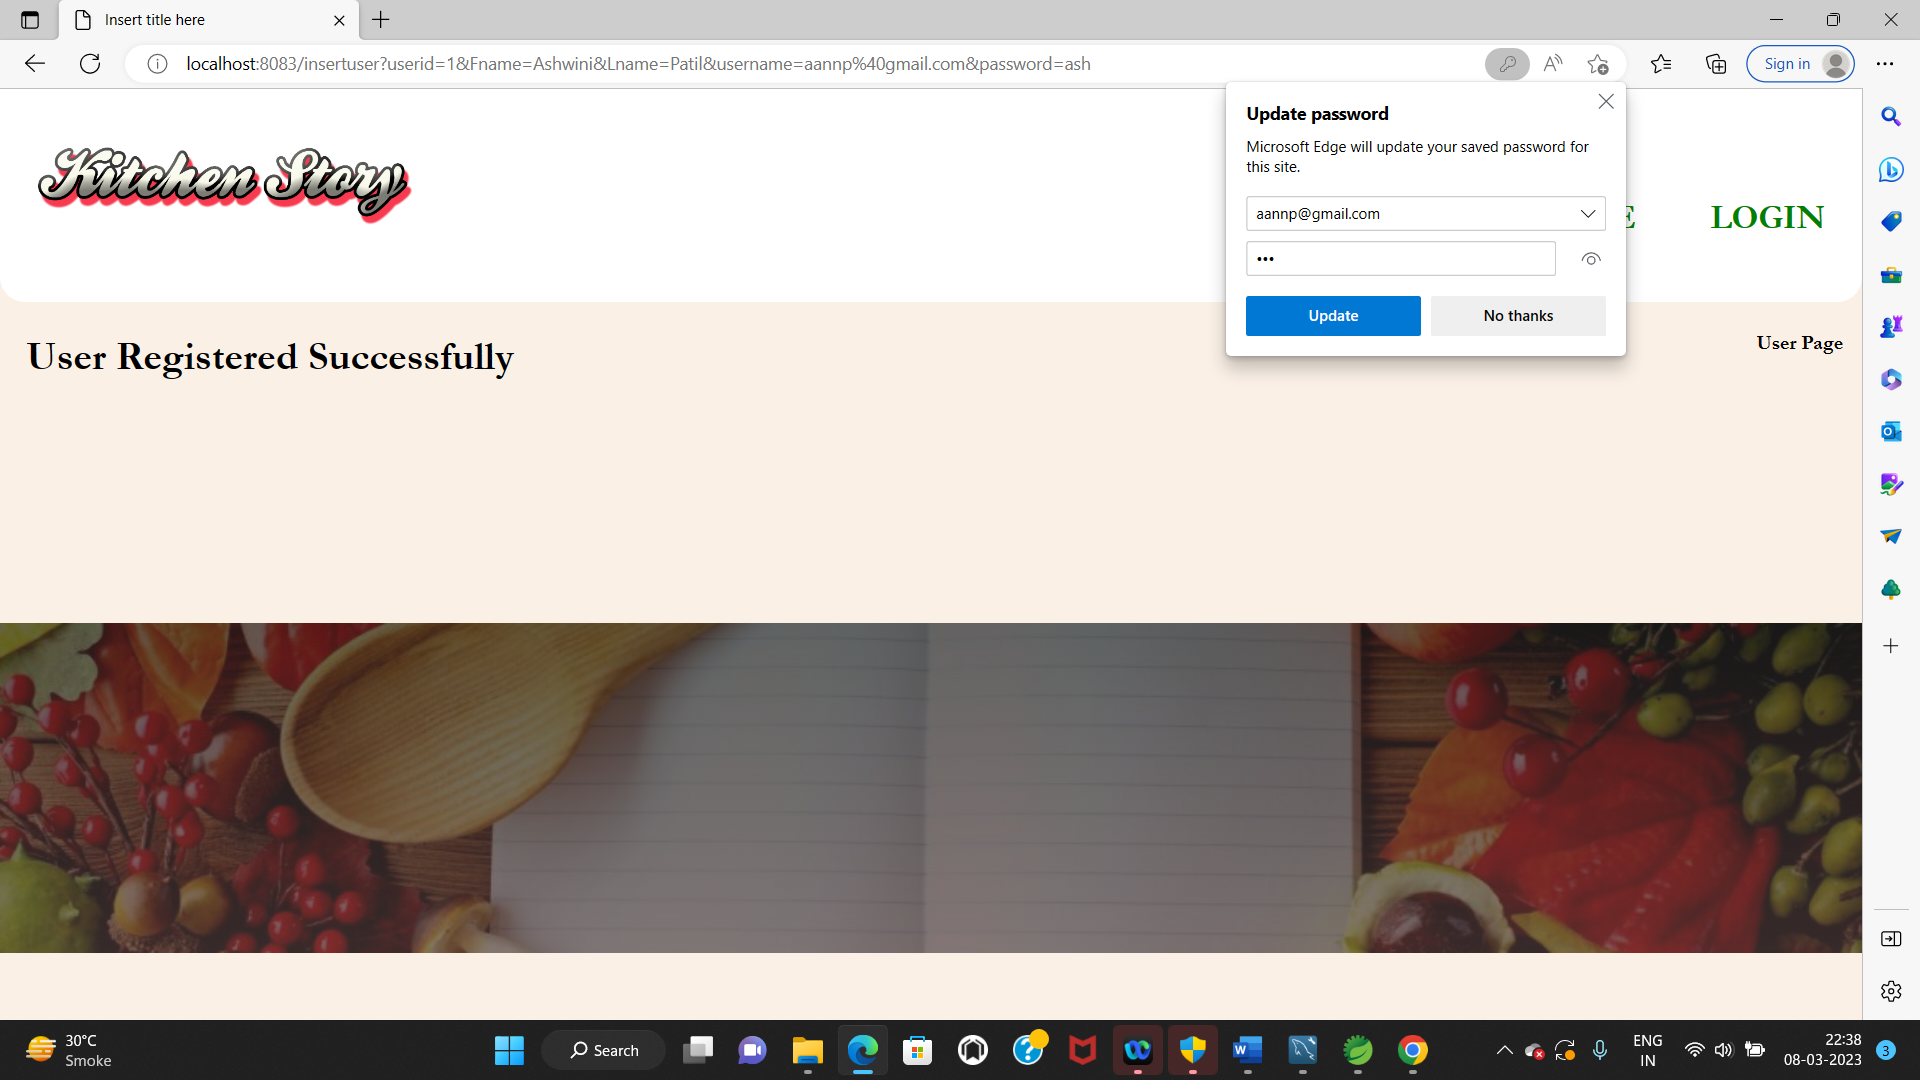 Insert title here
localhost:8083/insertuser?userid=1&Fname=Ashwini&Lname=Patil&username=aannp%40gmail.com&password=ash
Sign in
Kitchen Story
E
LOGIN
Update password
Microsoft Edge will update your saved password for
this site.
aannp@gmail.com
•••
Update
No thanks
User Registered Successfully
User Page
30°C
Smoke
Search
ENG
IN
22:38
08-03-2023
3